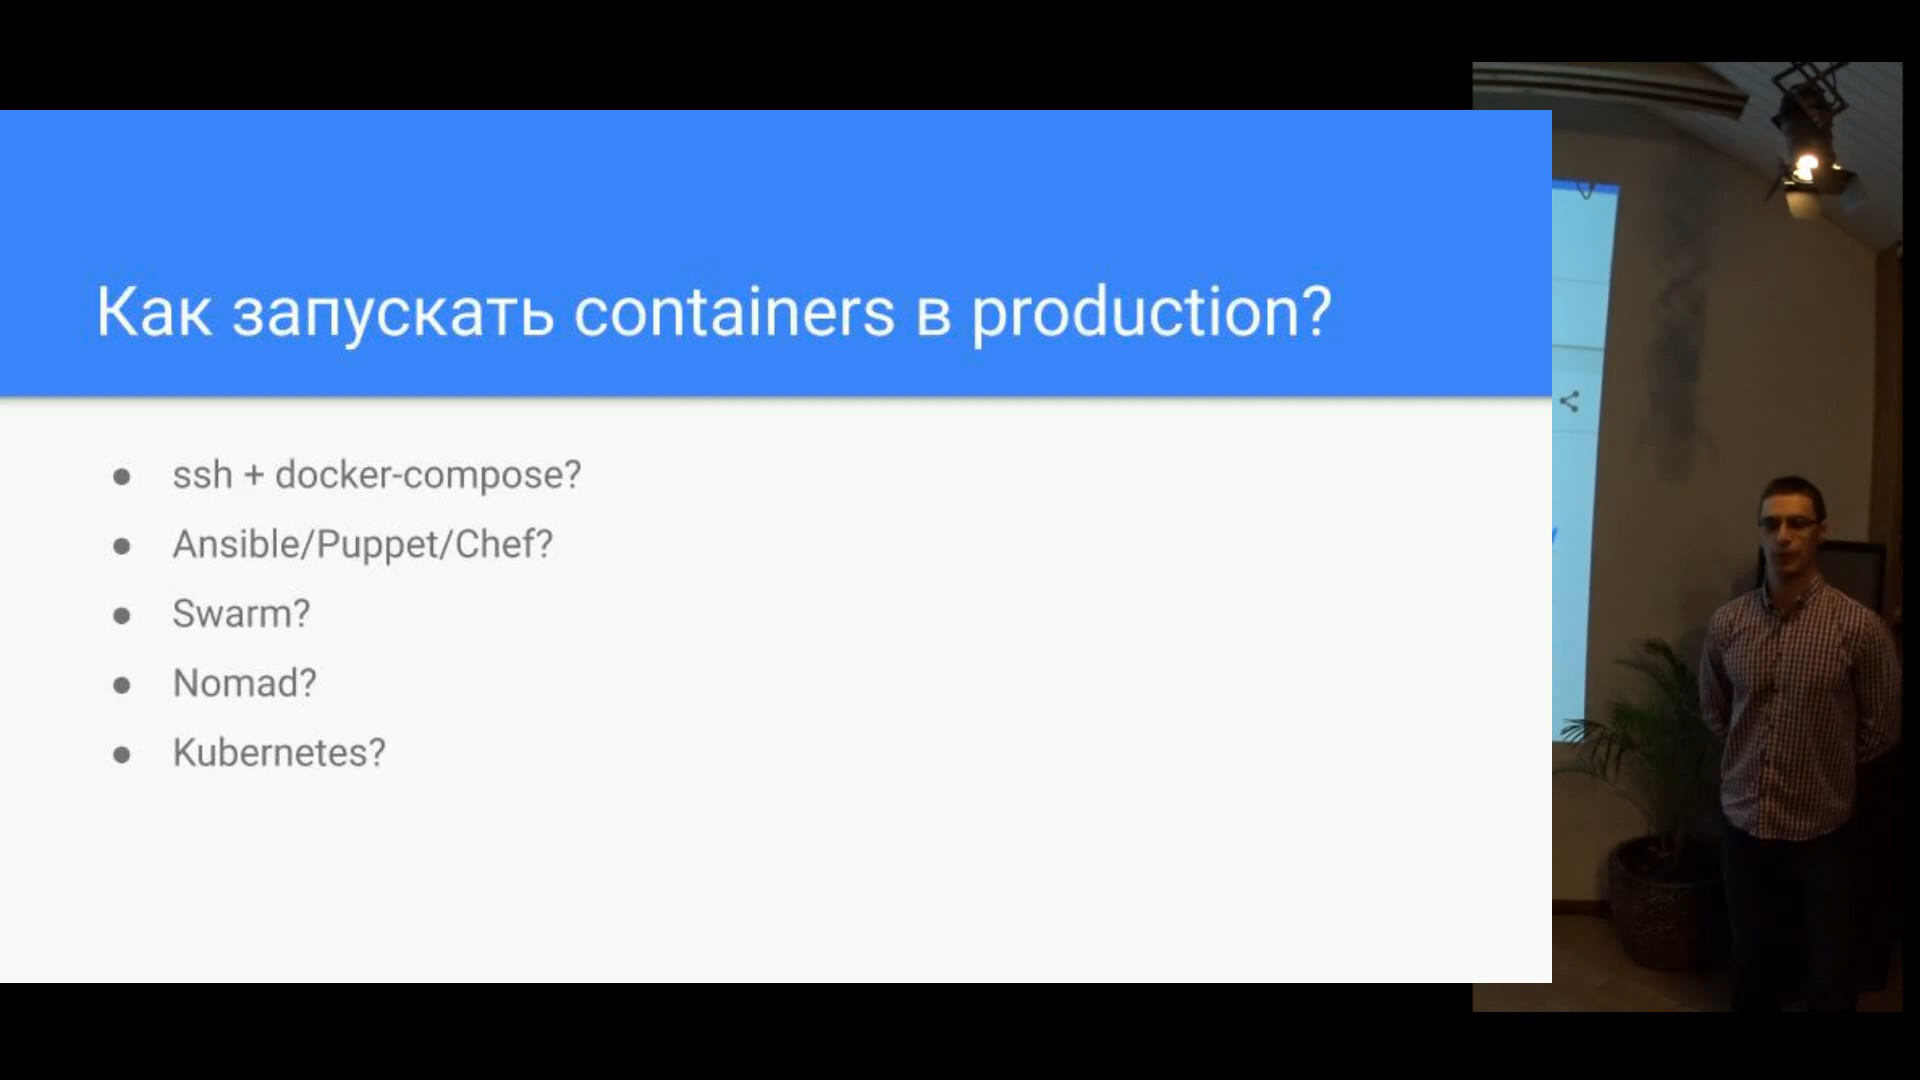 Как запускать containers в production?
ssh + docker-compose?
Ansible/Puppet/Chef?
Swarm?
Nomad?
Kubernetes?